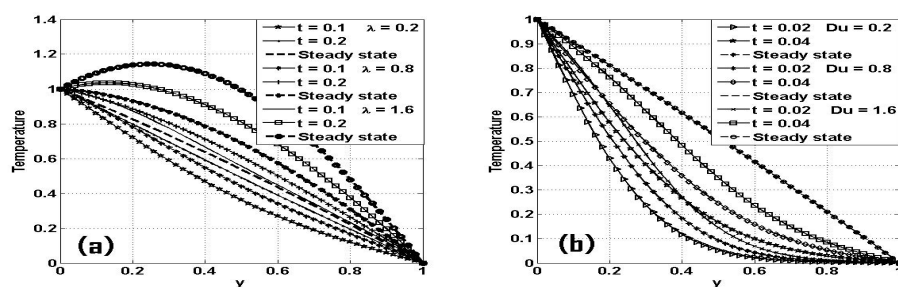 1.4
1.2
1
0.8
0.6
0.4
0.2
0
Temperature
0
0.2
0.4
0.6
0.8
1
y
(a)
t = 0.1 λ = 0.2
t = 0.2
Steady state
t = 0.1 λ = 0.8
t = 0.2
Steady state
t = 0.1 λ = 1.6
t = 0.2
Steady state
1
0.9
0.8
0.7
0.6
0.5
0.4
0.3
0.2
0.1
0
Temperature
0
0.2
0.4
0.6
0.8
1
y
(b)
t = 0.02 Du = 0.2
t = 0.04
Steady state
t = 0.02 Du = 0.8
t = 0.04
Steady state
t = 0.02 Du = 1.6
t = 0.04
Steady state